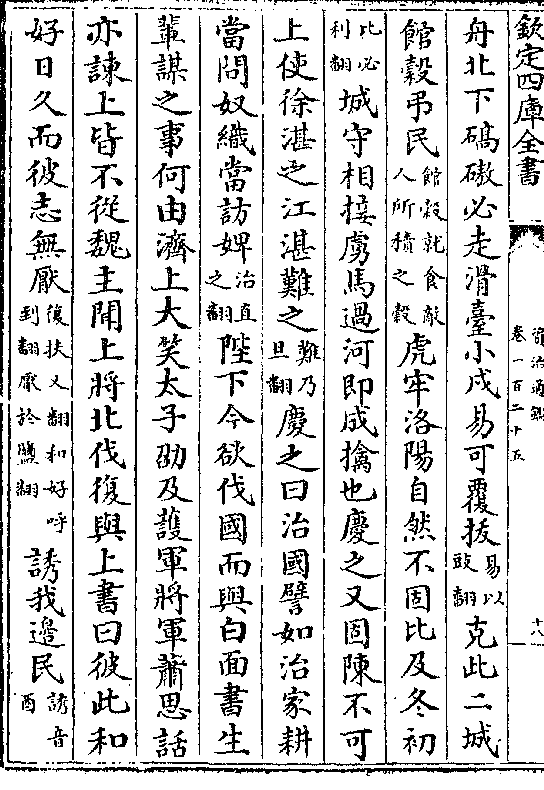 欽定四庫全書
資治通鑑
卷一百二十五
十八
舟北下碻磝必走滑臺小戍易可覆拔易以豉翻克此二城
館穀弔民館穀就食敵人所積之穀虎牢洛陽自然不固比及冬初
比必利翻城守相接虜馬過河即成擒也慶之又固陳不可
上使徐湛之江湛難之難乃旦翻慶之曰治國譬如治家耕
當問奴織當訪婢治直之翻陛下今欲伐國而與白面書生
輩謀之事何由濟上大笑太子劭及護軍將軍蕭思話
亦諫上皆不從魏主聞上將北伐復與上書曰彼此和
好日久而彼志無厭復扶又翻和好呼到翻厭於鹽翻誘我邊民誘音酉